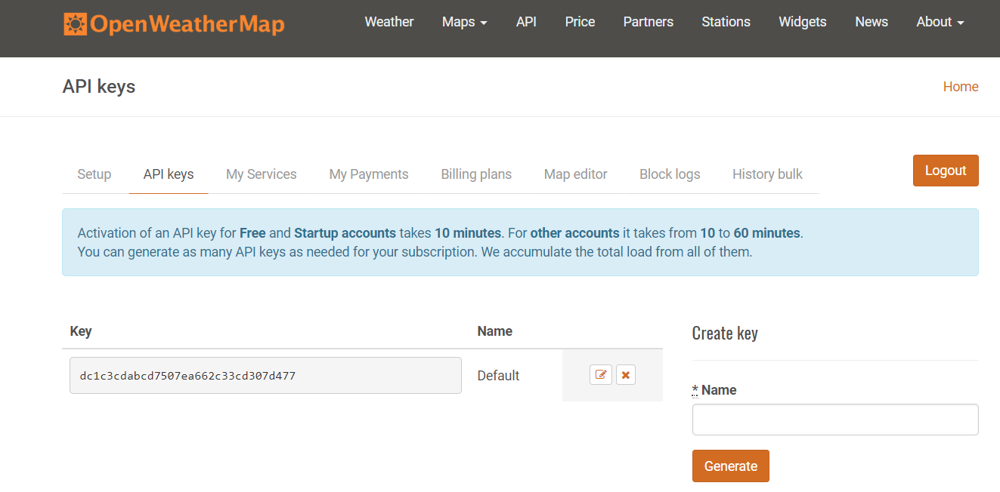 OpenWeatherMap
Weather Maps API Price Partners Stations Widgets News About
API keys
Home
Setup API keys My Services My Payments Billing plans Map editor Block logs History bulk
Logout
Activation of an API key for Free and Startup accounts takes 10 minutes. For other accounts it takes from 10 to 60 minutes.
You can generate as many API keys as needed for your subscription. We accumulate the total load from all of them.
Key Name
dc1c3cdabcd7507ea662c33cd307d477 Default
Create key
* Name
Generate